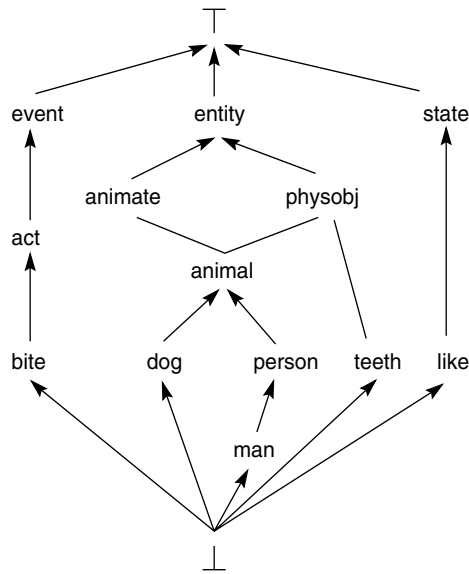 ⊤
event entity state
animate physobj
act
animal
bite dog person teeth like
man
⊥